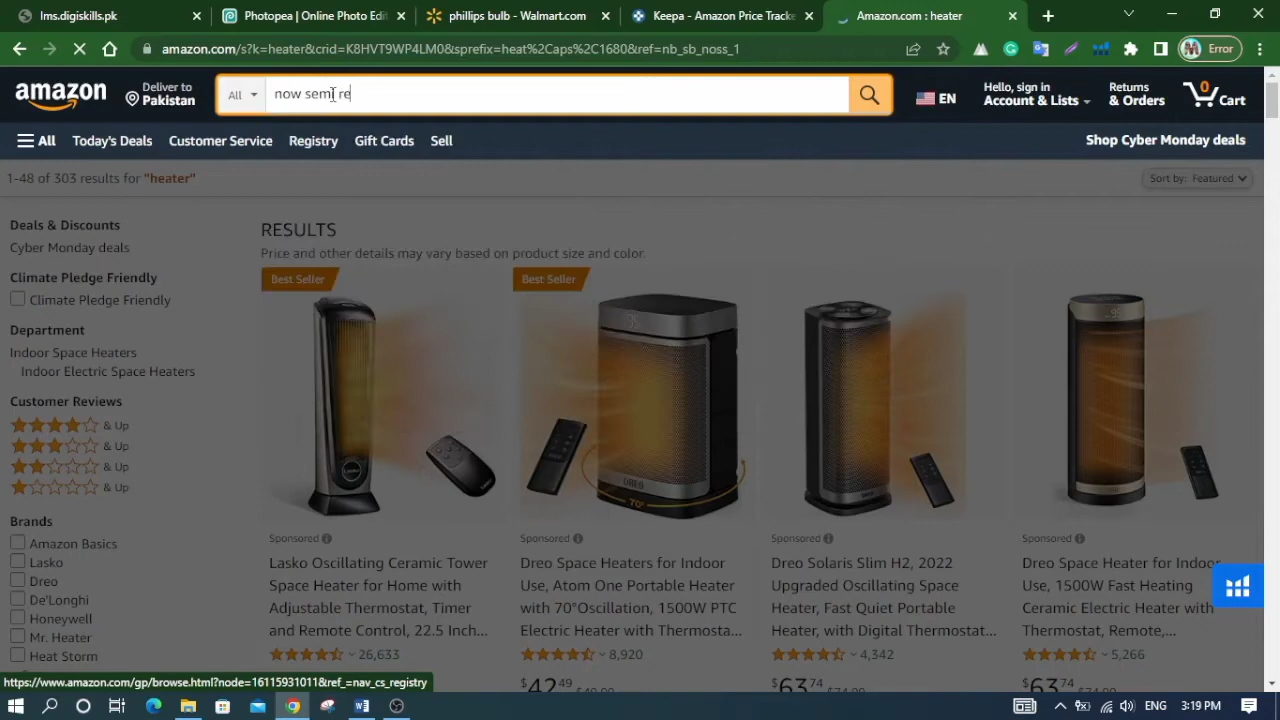 lms.digiskills.pk/
Photopea | Online Photo Edit
phillips bulb - Walmart.com
Keepa - Amazon Price Tracke
Amazon.com : heater
amazon.com/s?k=heater&crid=K8HVT9WP4LM0&sprefix=heat%2Caps%2C1680&ref=nb_sb_noss_1
Error
amazon
Deliver to
Pakistan
All
now sem re
EN
Hello, sign in
Account & Lists
Returns
& Orders
0
Cart
All
Today's Deals
Customer Service
Registry
Gift Cards
Sell
Shop Cyber Monday deals
1-48 of 303 results for "heater"
Sort by: Featured
Deals & Discounts
Cyber Monday deals
Climate Pledge Friendly
Climate Pledge Friendly
Department
Indoor Space Heaters
Indoor Electric Space Heaters
Customer Reviews
& Up
& Up
& Up
& Up
Brands
Amazon Basics
Lasko
Dreo
De'Longhi
Honeywell
Mr. Heater
Heat Storm
RESULTS
Price and other details may vary based on product size and color.
Best Seller
Sponsored
Lasko Oscillating Ceramic Tower
Space Heater for Home with
Adjustable Thermostat, Timer
and Remote Control, 22.5 Inch...
26,633
Best Seller
DREO
70°
Sponsored
Dreo Space Heaters for Indoor
Use, Atom One Portable Heater
with 70°Oscillation, 1500W PTC
Electric Heater with Thermosta...
8,920
$42 49 $49.99
Sponsored
Dreo Solaris Slim H2, 2022
Upgraded Oscillating Space
Heater, Fast Quiet Portable
Heater, with Digital Thermostat...
4,342
$63 74 $74.99
Sponsored
Dreo Space Heater for Indoor
Use, 1500W Fast Heating
Ceramic Electric Heater with
Thermostat, Remote,...
5,266
$63 74 $74.99
https://www.amazon.com/gp/browse.html?node=16115931011&ref_=nav_cs_registry
ENG
3:19 PM